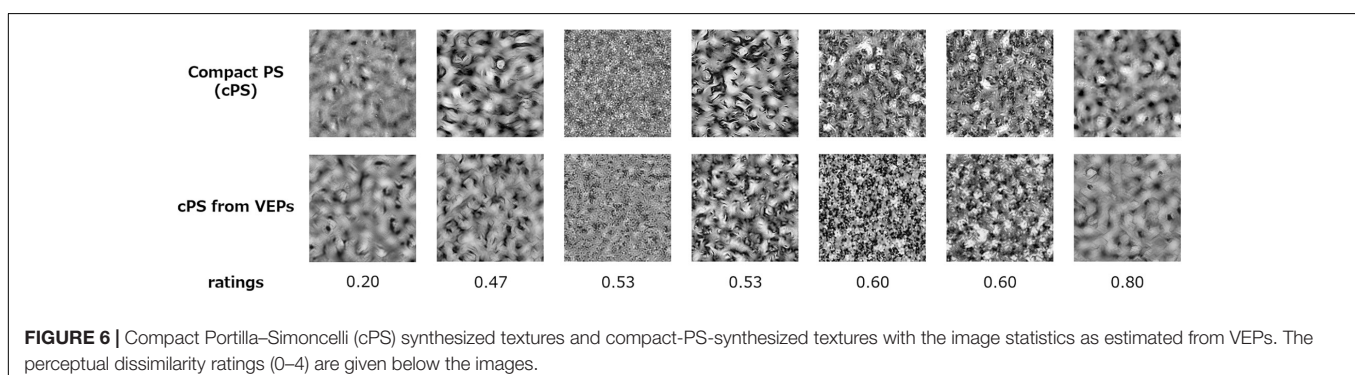 Compact PS
(cPS)
cPS from VEPs
ratings 0.20 0.47 0.53 0.53 0.60 0.60 0.80
FIGURE 6 | Compact Portilla–Simoncelli (cPS) synthesized textures and compact-PS-synthesized textures with the image statistics as estimated from VEPs. The
perceptual dissimilarity ratings (0–4) are given below the images.